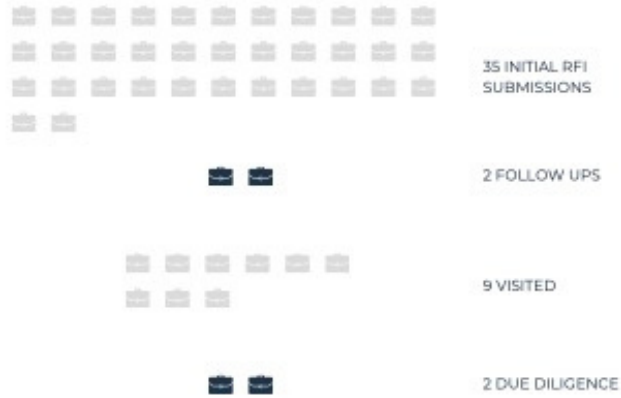 35 INITIAL RFI
SUBMISSIONS
2 FOLLOW UPS
9 VISITED
2 DUE DILIGENCE